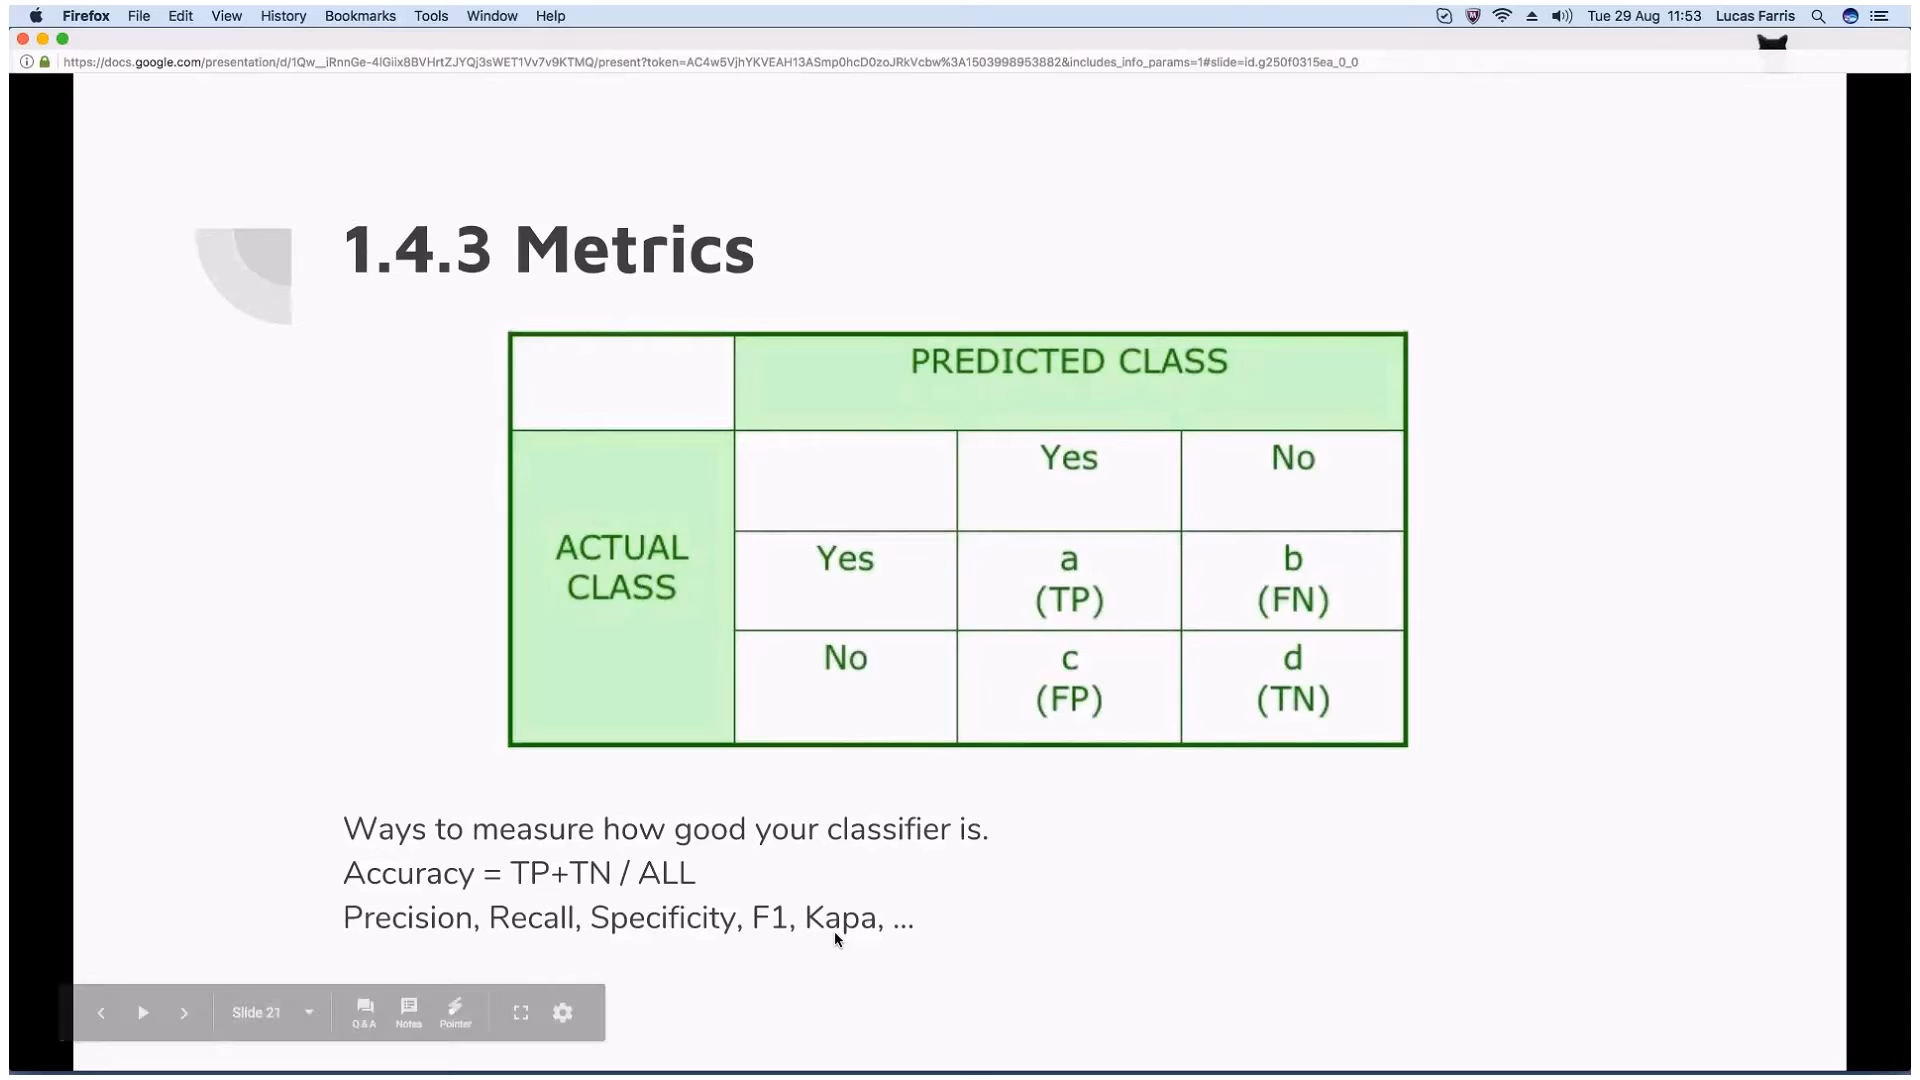 Firefox File Edit View History Bookmarks Tools Window Help Tue 29 Aug 11:53 Lucas Farris
https://docs.google.com/presentation/d/1Qw__iRnnGe-4lGiix8BVHrtZJYQj3sWET1Vv7v9KTMQ/present?token=AC4w5VjhYKVEAH13ASmp0hcD0zoJRkVcbw%3A1503998953882&includes_info_params=1#slide=id.g250f0315ea_0_0
1.4.3 Metrics
PREDICTED CLASS
Yes No
ACTUAL
CLASS
Yes a b
(TP) (FN)
No c d
(FP) (TN)
Ways to measure how good your classifier is.
Accuracy = TP+TN / ALL
Precision, Recall, Specificity, F1, Kapa, ...
Slide 21
Q&A Notes Pointer